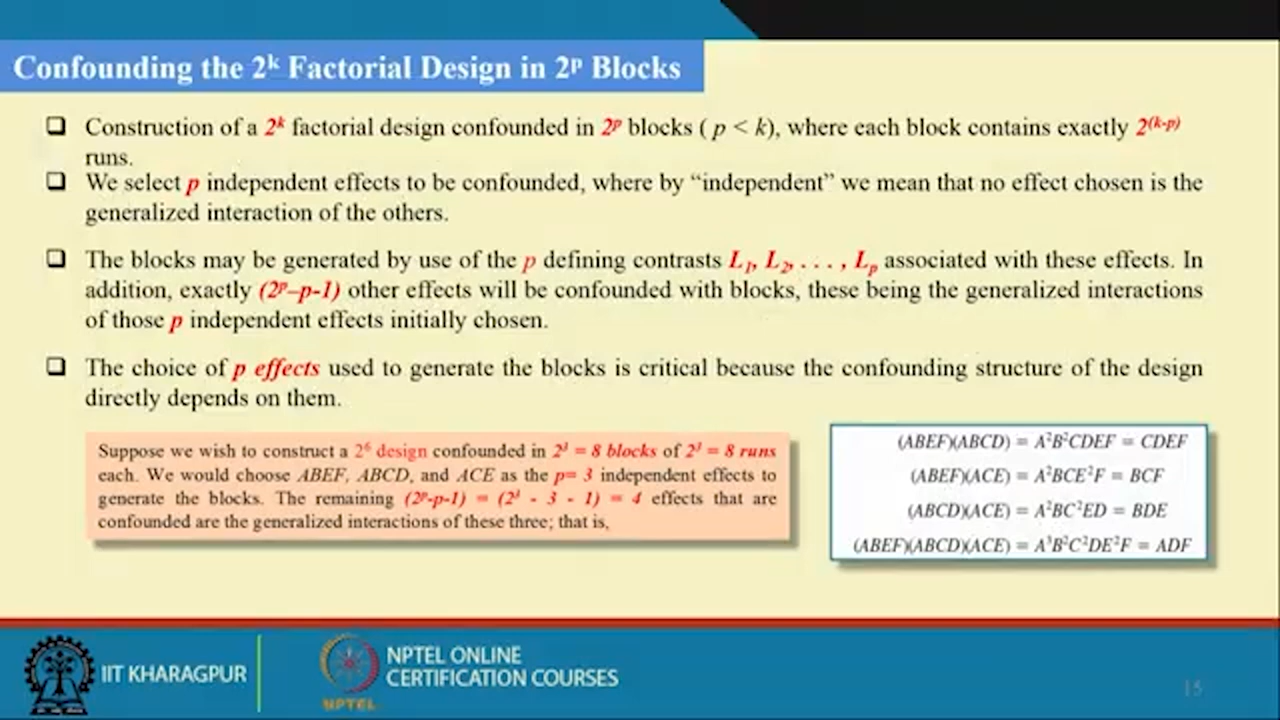 Confounding the 2ᵏ Factorial Design in 2ᵖ Blocks
❑ Construction of a 2ᵏ factorial design confounded in 2ᵖ blocks ( p < k), where each block contains exactly 2⁽ᵏ⁻ᵖ⁾
runs.
❑ We select p independent effects to be confounded, where by “independent” we mean that no effect chosen is the
generalized interaction of the others.
❑ The blocks may be generated by use of the p defining contrasts L₁, L₂, . . . , Lₚ associated with these effects. In
addition, exactly (2ᵖ–p-1) other effects will be confounded with blocks, these being the generalized interactions
of those p independent effects initially chosen.
❑ The choice of p effects used to generate the blocks is critical because the confounding structure of the design
directly depends on them.
Suppose we wish to construct a 2⁶ design confounded in 2³ = 8 blocks of 2³ = 8 runs
each. We would choose ABEF, ABCD, and ACE as the p= 3 independent effects to
generate the blocks. The remaining (2ᵖ-p-1) = (2³ - 3 - 1) = 4 effects that are
confounded are the generalized interactions of these three; that is,
(ABEF)(ABCD) = A²B²CDEF = CDEF
(ABEF)(ACE) = A²BCE²F = BCF
(ABCD)(ACE) = A²BC²ED = BDE
(ABEF)(ABCD)(ACE) = A³B²C²DE²F = ADF
IIT KHARAGPUR
NPTEL
NPTEL ONLINE
CERTIFICATION COURSES
15